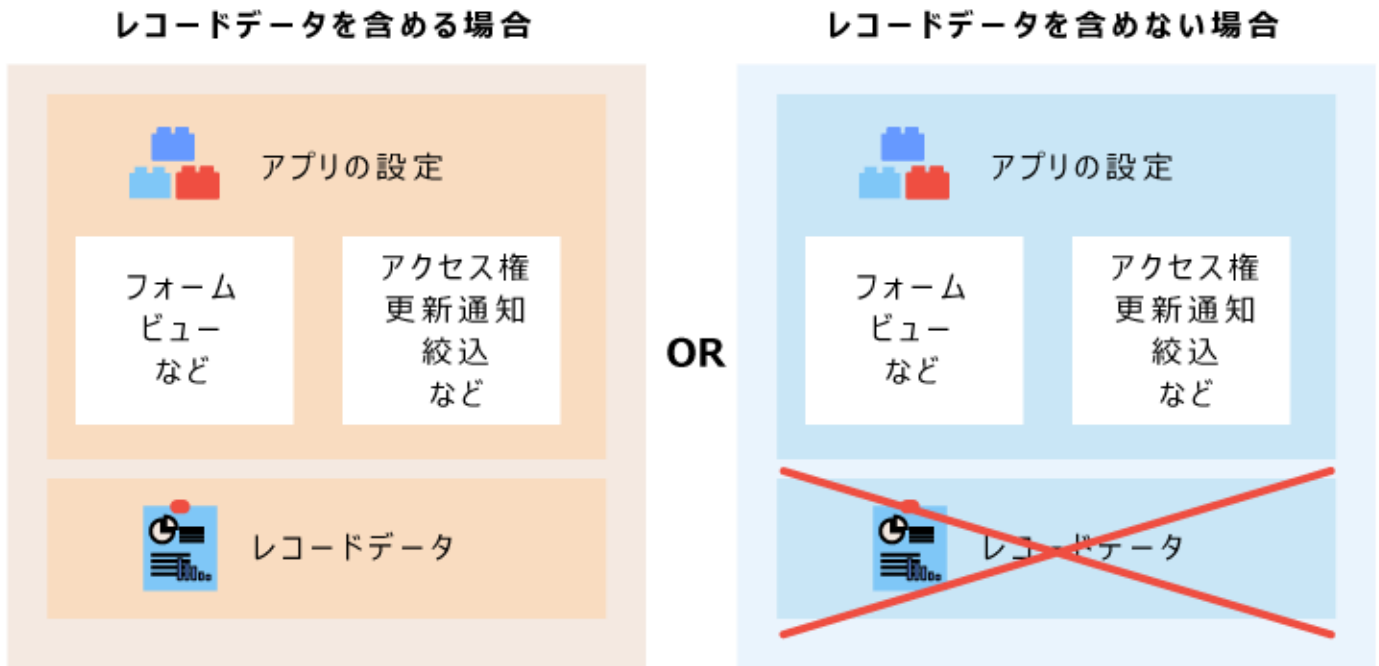 レコードデータを含める場合
アプリの設定
フォーム
ビュー
など
アクセス権
更新通知
絞込
など
レコードデータ
OR
レコードデータを含めない場合
アプリの設定
フォーム
ビュー
など
アクセス権
更新通知
絞込
など
レコードデータ